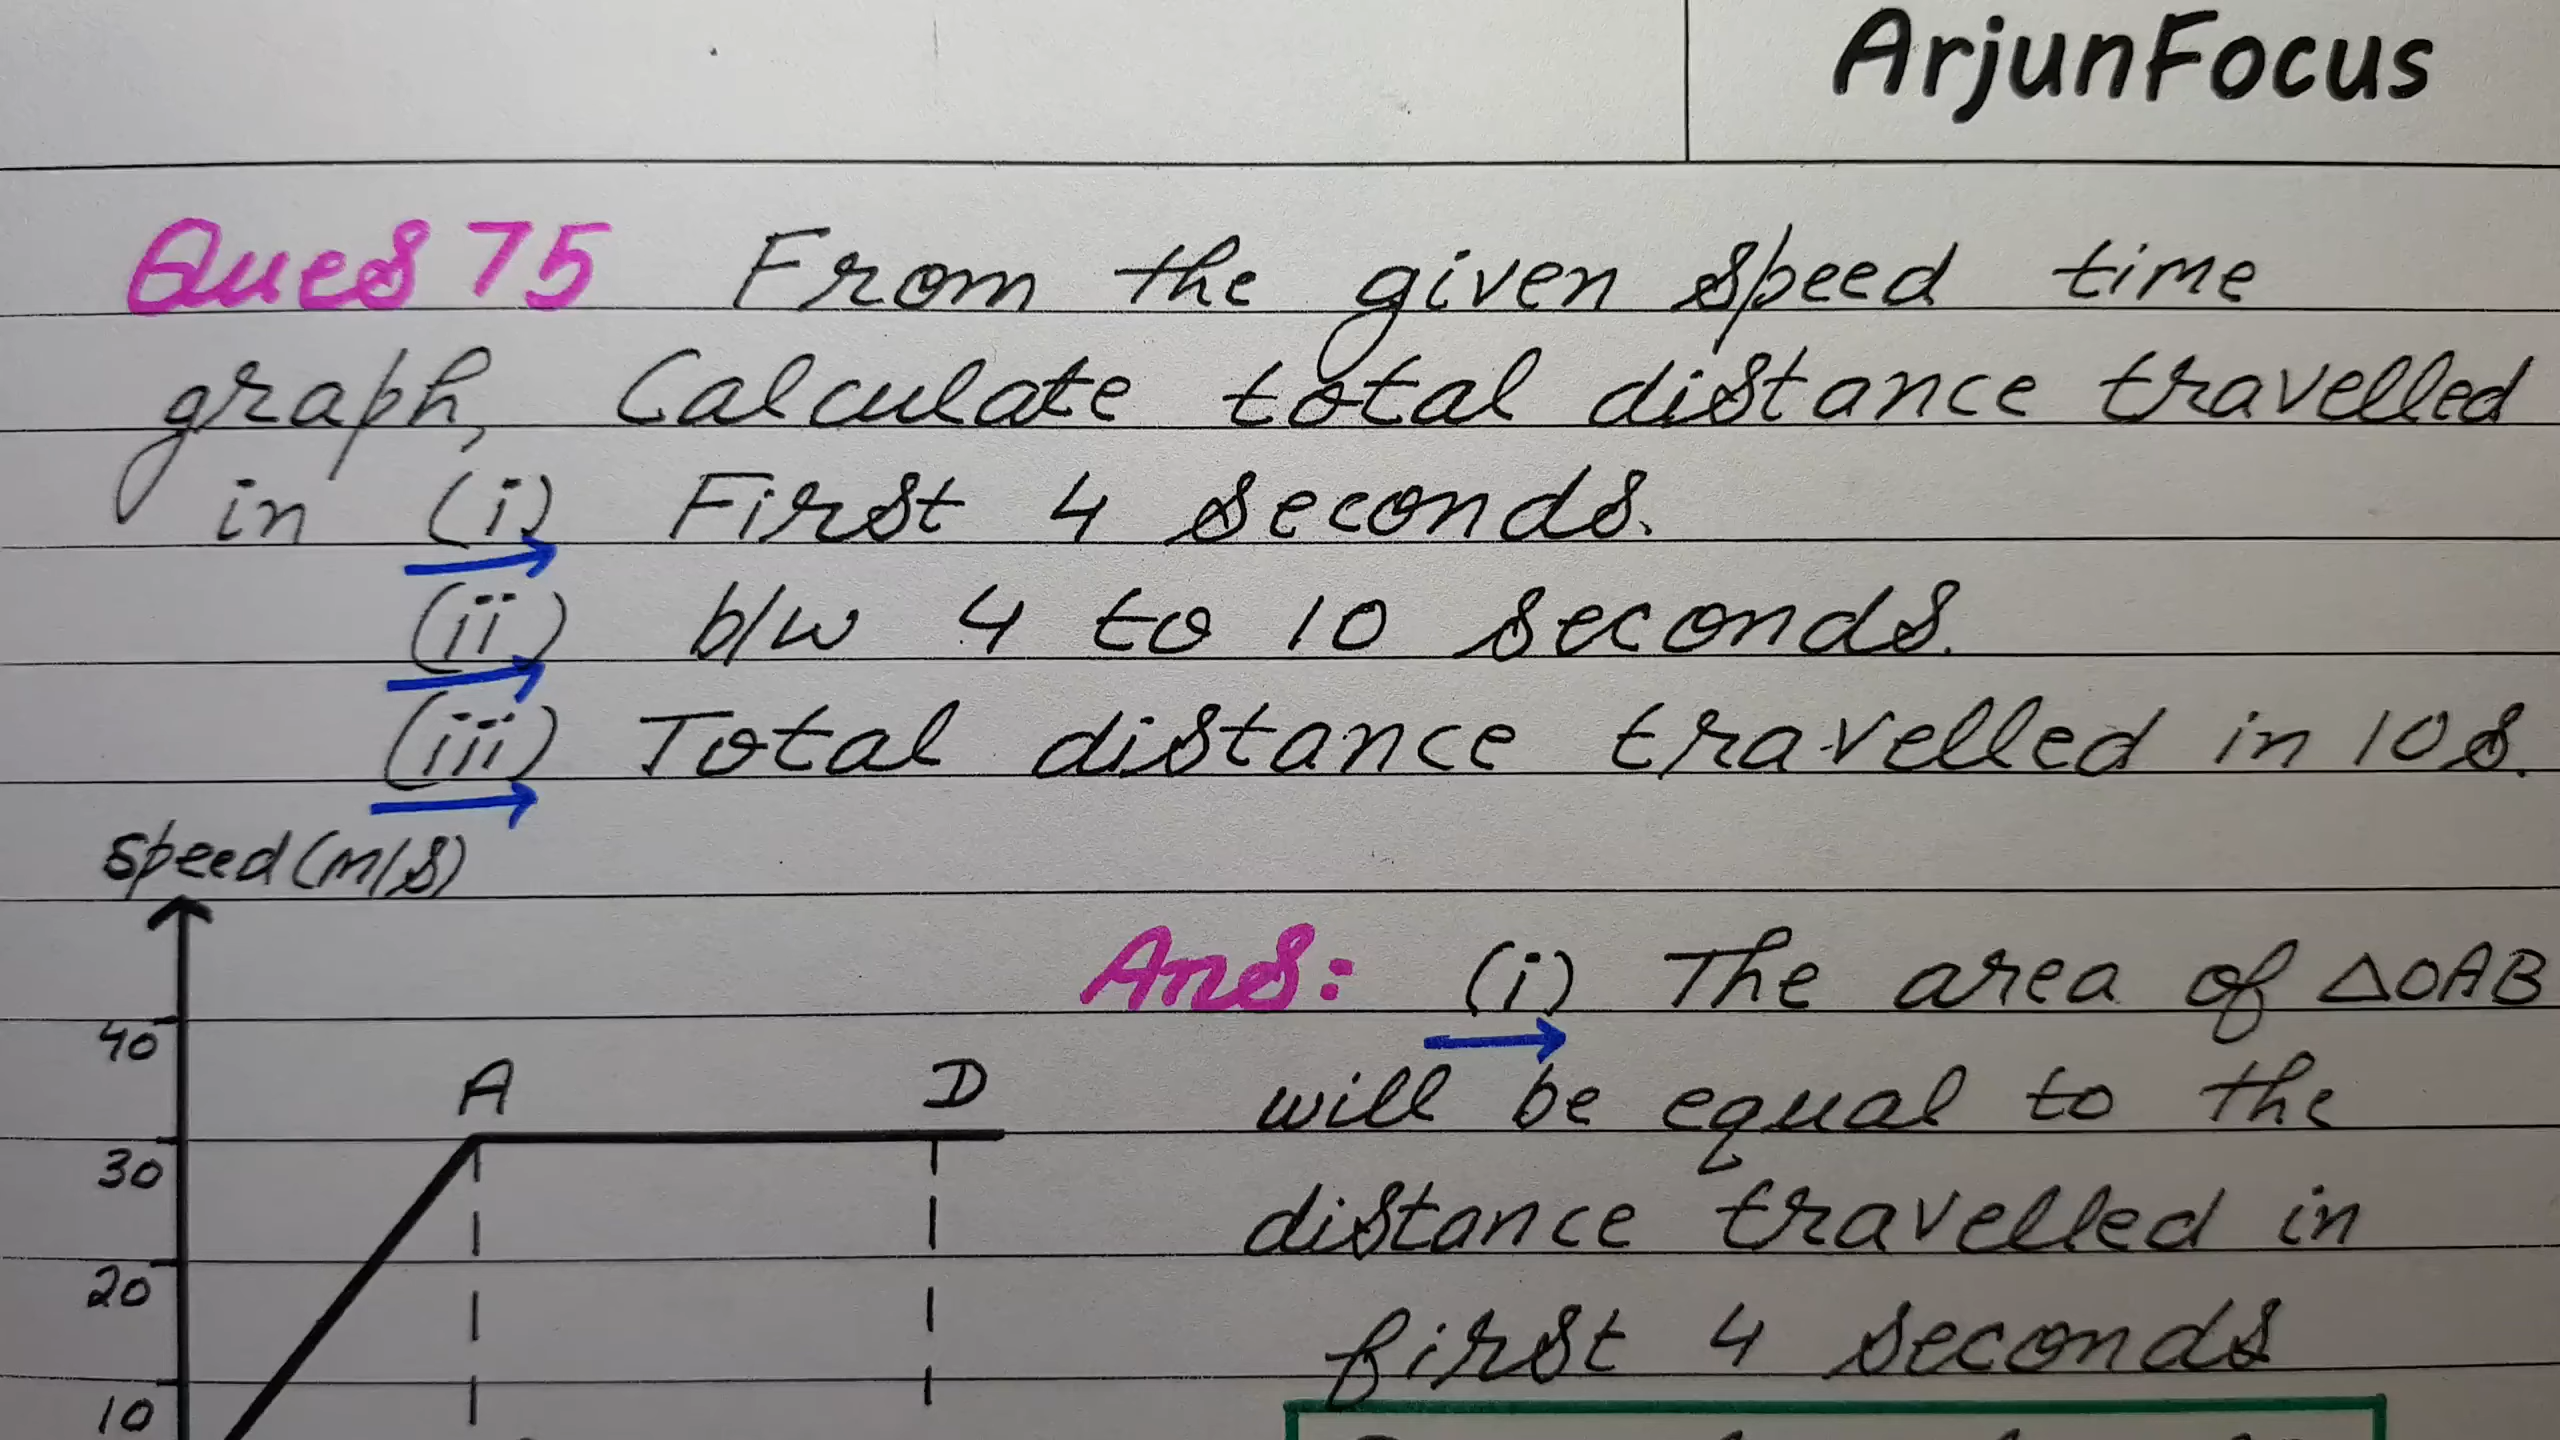 ArjunFocus
Ques 75 From the given speed time
graph, Calculate total distance travelled
in (i) First 4 seconds.
(ii) b/w 4 to 10 seconds.
(iii) Total distance travelled in 10s.
speed (m/s)
Ans: (i) The area of △OAB
will be equal to the
distance travelled in
first 4 seconds
40
A D
30
20
10